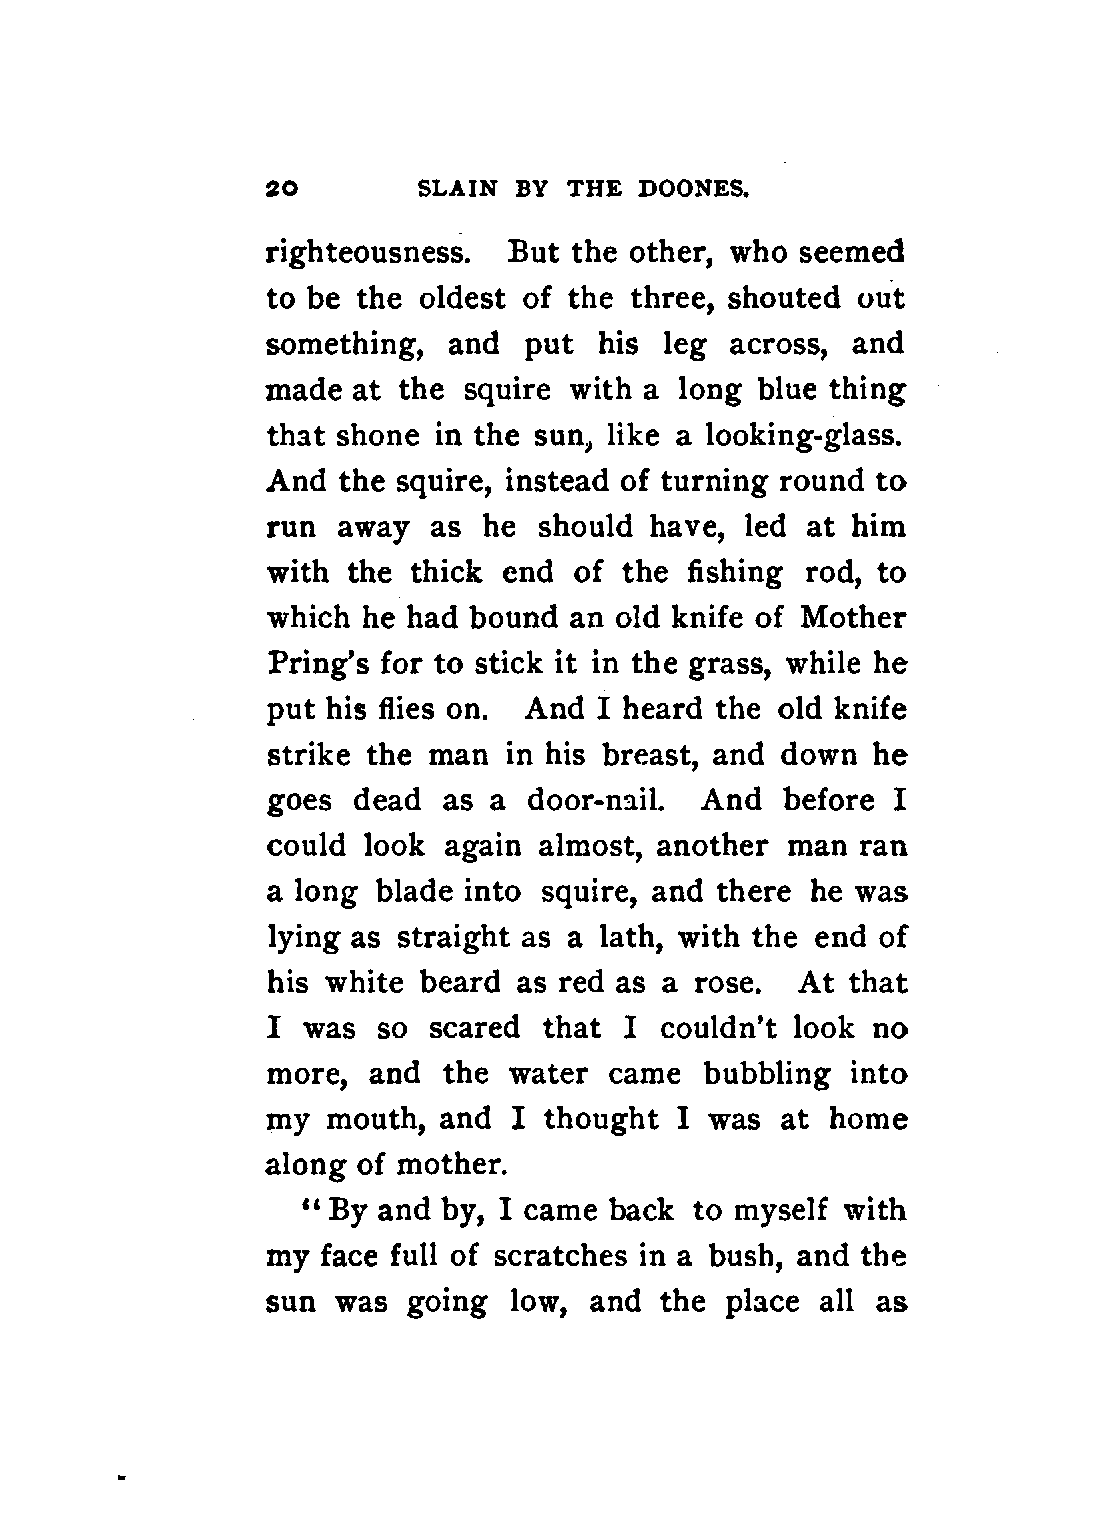 20 SLAIN BY THE DOONES.
righteousness. But the other, who seemed
to be the oldest of the three, shouted out
something, and put his leg across, and
made at the squire with a long blue thing
that shone in the sun, like a looking-glass.
And the squire, instead of turning round to
run away as he should have, led at him
with the thick end of the fishing rod, to
which he had bound an old knife of Mother
Pring's for to stick it in the grass, while he
put his flies on. And I heard the old knife
strike the man in his breast, and down he
goes dead as a door-nail. And before I
could look again almost, another man ran
a long blade into squire, and there he was
lying as straight as a lath, with the end of
his white beard as red as a rose. At that
I was so scared that I couldn't look no
more, and the water came bubbling into
my mouth, and I thought I was at home
along of mother.
"By and by, I came back to myself with
my face full of scratches in a bush, and the
sun was going low, and the place all as